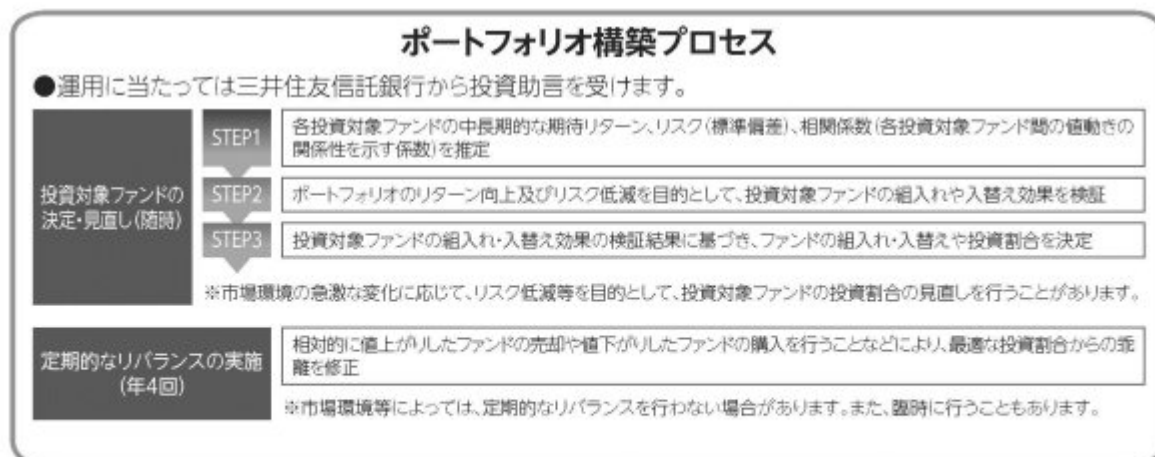 ポートフォリオ構築プロセス
●運用に当たっては三井住友信託銀行から投資助言を受けます。
投資対象ファンドの
決定・見直し(随時)
STEP1
各投資対象ファンドの中長期的な期待リターン、リスク(標準偏差)、相関係数(各投資対象ファンド間の値動きの
関係性を示す係数)を推定
STEP2
ポートフォリオのリターン向上及びリスク低減を目的として、投資対象ファンドの組入れや入替え効果を検証
STEP3
投資対象ファンドの組入れ・入替え効果の検証結果に基づき、ファンドの組入れ・入替えや投資割合を決定
※市場環境の急激な変化に応じて、リスク低減等を目的として、投資対象ファンドの投資割合の見直しを行うことがあります。
定期的なリバランスの実施
(年4回)
相対的に値上がりしたファンドの売却や値下がりしたファンドの購入を行うことなどにより、最適な投資割合からの乖
離を修正
※市場環境等によっては、定期的なリバランスを行わない場合があります。また、臨時に行うこともあります。